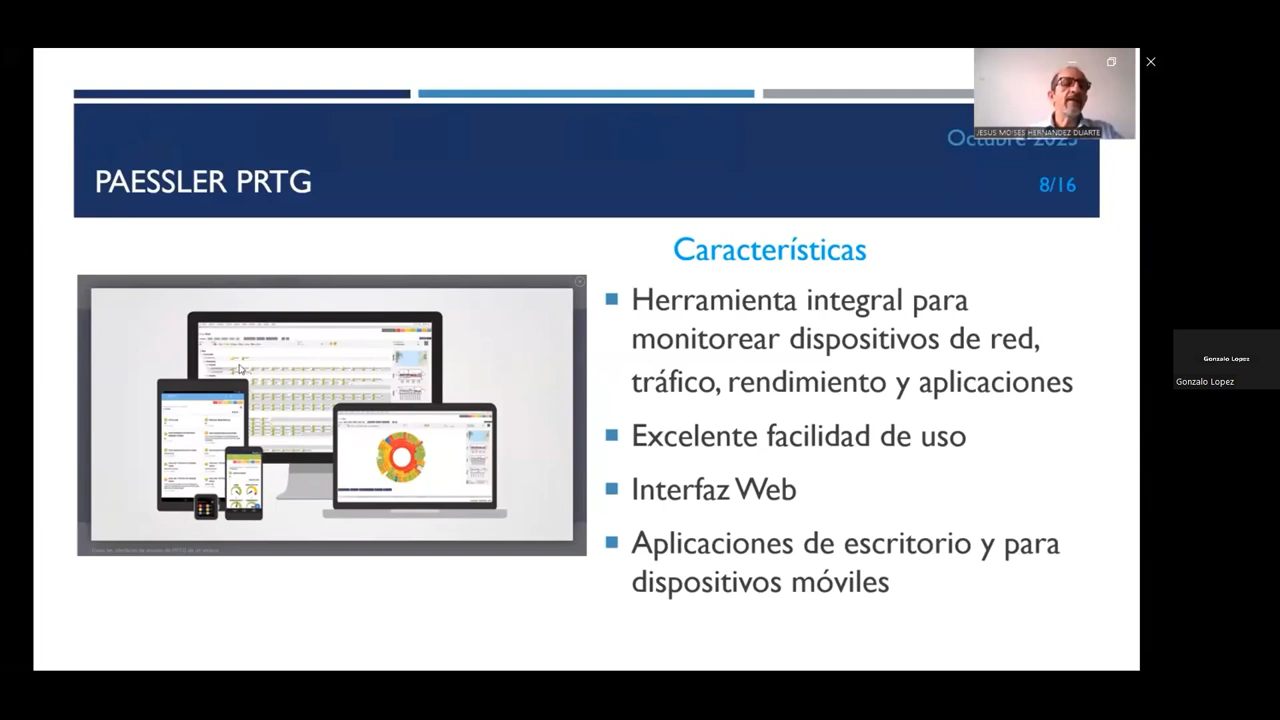 JESUS MOISES HERNANDEZ DUARTE
PAESSLER PRTG
8/16
Características
Herramienta integral para
monitorear dispositivos de red,
tráfico, rendimiento y aplicaciones
Excelente facilidad de uso
Interfaz Web
Aplicaciones de escritorio y para
dispositivos móviles
Gonzalo Lopez
Gonzalo Lopez